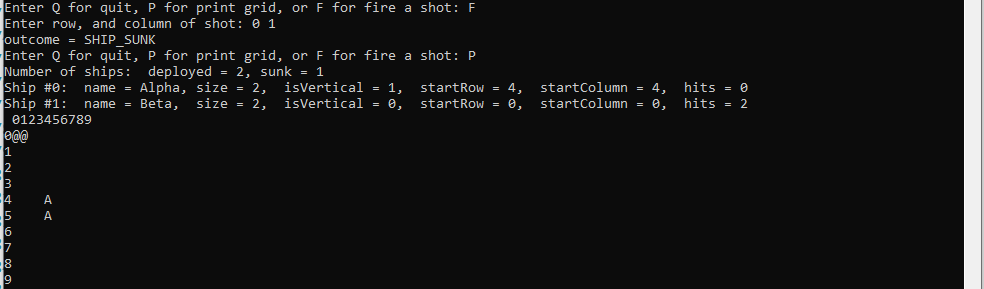 Enter Q for quit, P for print grid, or F for fire a shot: F
Enter row, and column of shot: 0 1
outcome = SHIP_SUNK
Enter Q for quit, P for print grid, or F for fire a shot: P
Number of ships:  deployed = 2, sunk = 1
Ship #0:  name = Alpha, size = 2,  isVertical = 1,  startRow = 4,  startColumn = 4,  hits = 0
Ship #1:  name = Beta,  size = 2,  isVertical = 0,  startRow = 0,  startColumn = 0,  hits = 2
 0123456789
0@@
1
2
3
4    A
5    A
6
7
8
9